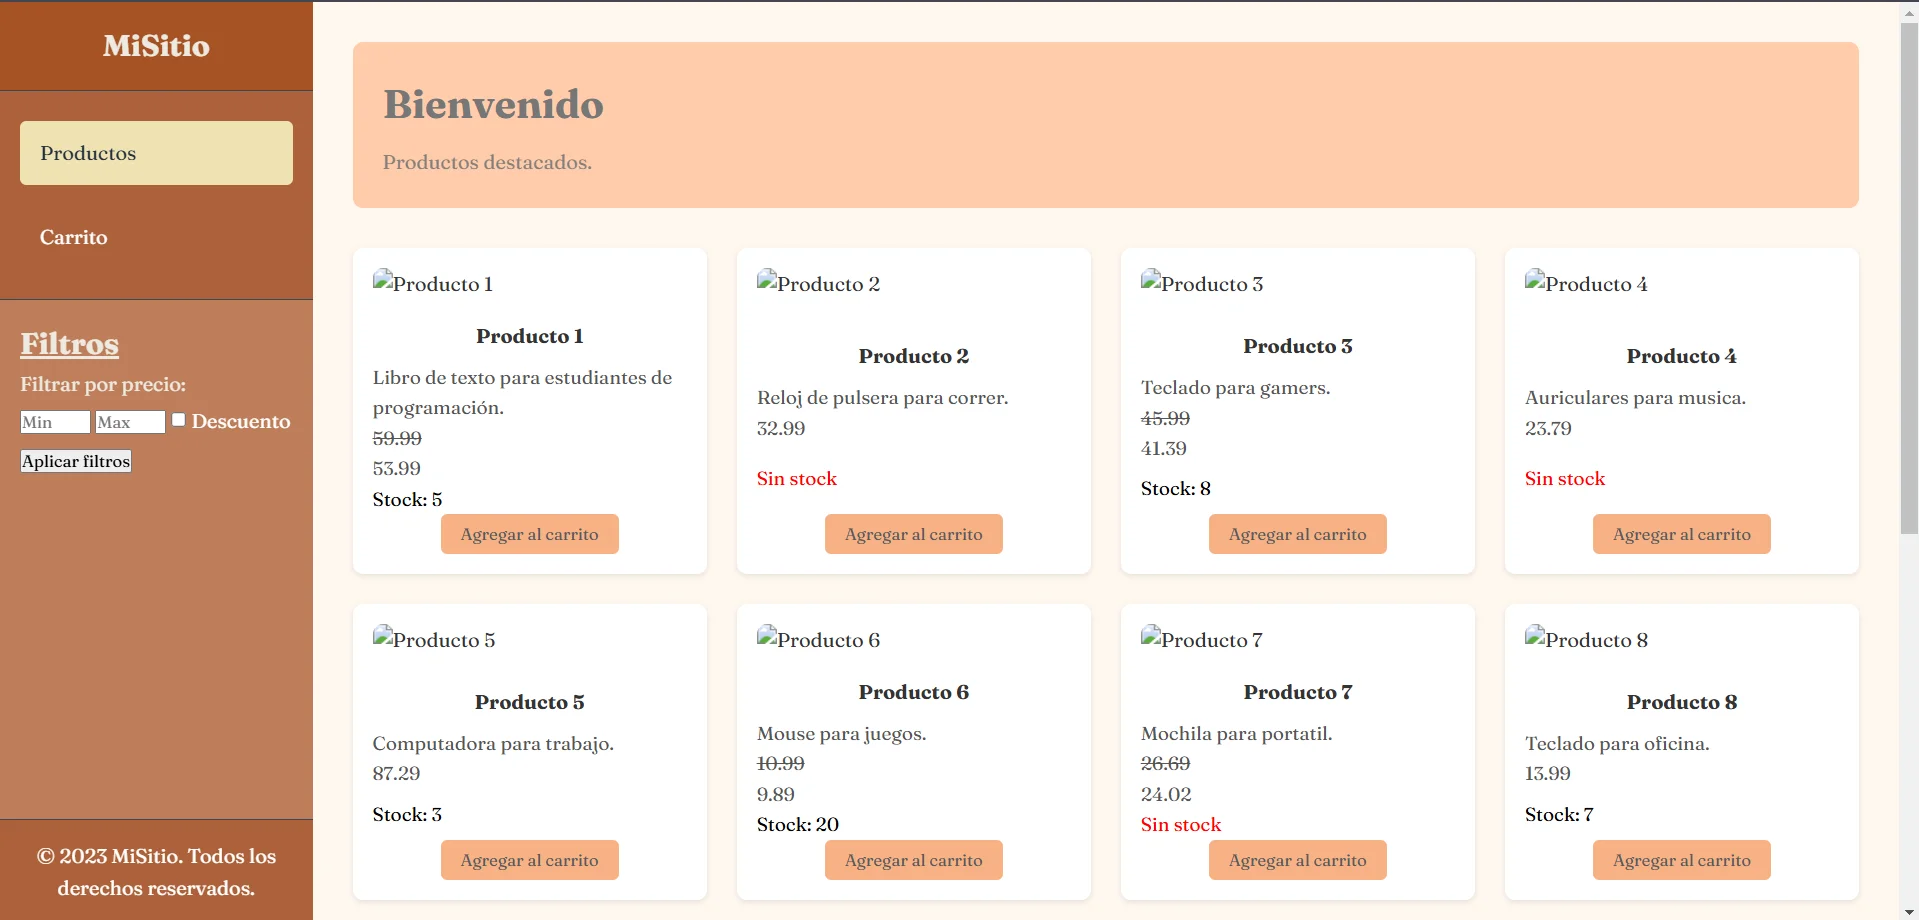 MiSitio
Productos
Carrito
Filtros
Filtrar por precio:
Min Max Descuento
Aplicar filtros
© 2023 MiSitio. Todos los
derechos reservados.
Bienvenido
Productos destacados.
Producto 1
Producto 1
Libro de texto para estudiantes de
programación.
59.99
53.99
Stock: 5
Agregar al carrito
Producto 2
Producto 2
Reloj de pulsera para correr.
32.99
Sin stock
Agregar al carrito
Producto 3
Producto 3
Teclado para gamers.
45.99
41.39
Stock: 8
Agregar al carrito
Producto 4
Producto 4
Auriculares para musica.
23.79
Sin stock
Agregar al carrito
Producto 5
Producto 5
Computadora para trabajo.
87.29
Stock: 3
Agregar al carrito
Producto 6
Producto 6
Mouse para juegos.
10.99
9.89
Stock: 20
Agregar al carrito
Producto 7
Producto 7
Mochila para portatil.
26.69
24.02
Sin stock
Agregar al carrito
Producto 8
Producto 8
Teclado para oficina.
13.99
Stock: 7
Agregar al carrito